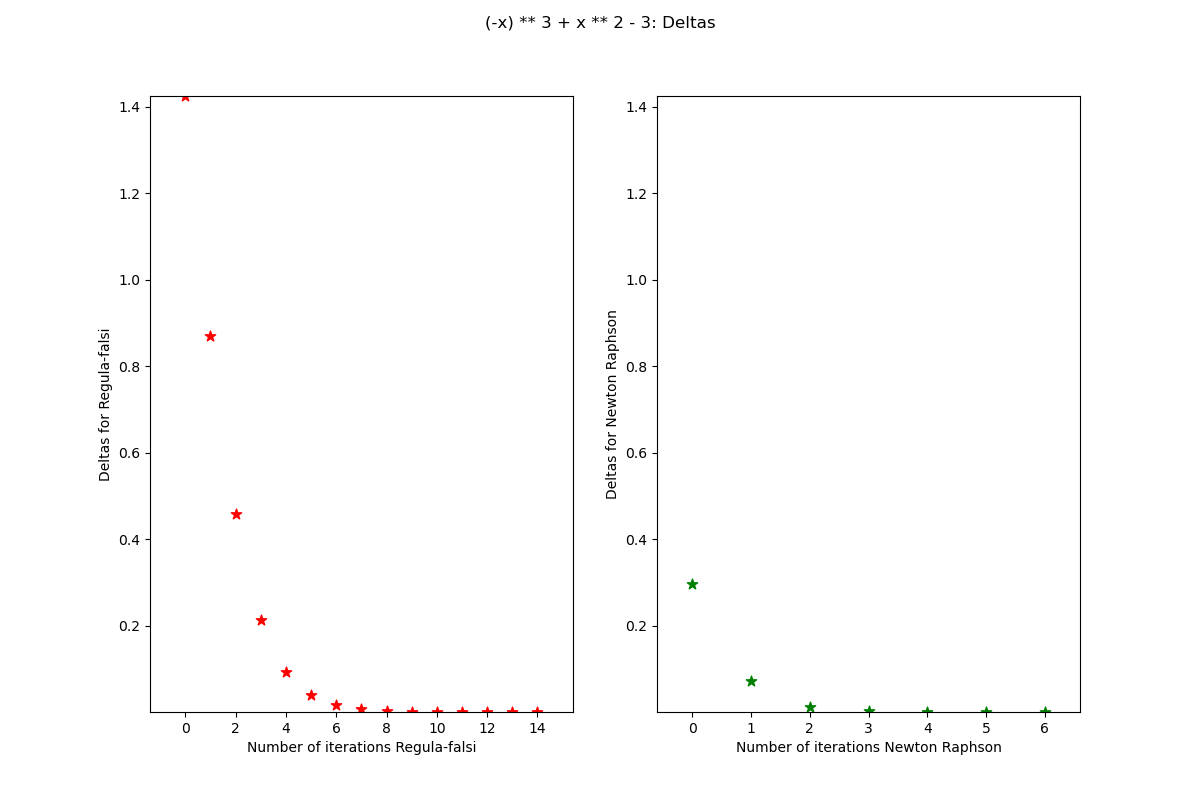 (-x) ** 3 + x ** 2 - 3: Deltas
1.4
1.2
1.0
0.8
0.6
0.4
0.2
Deltas for Regula-falsi
0 2 4 6 8 10 12 14
Number of iterations Regula-falsi
1.4
1.2
1.0
0.8
0.6
0.4
0.2
Deltas for Newton Raphson
0 1 2 3 4 5 6
Number of iterations Newton Raphson